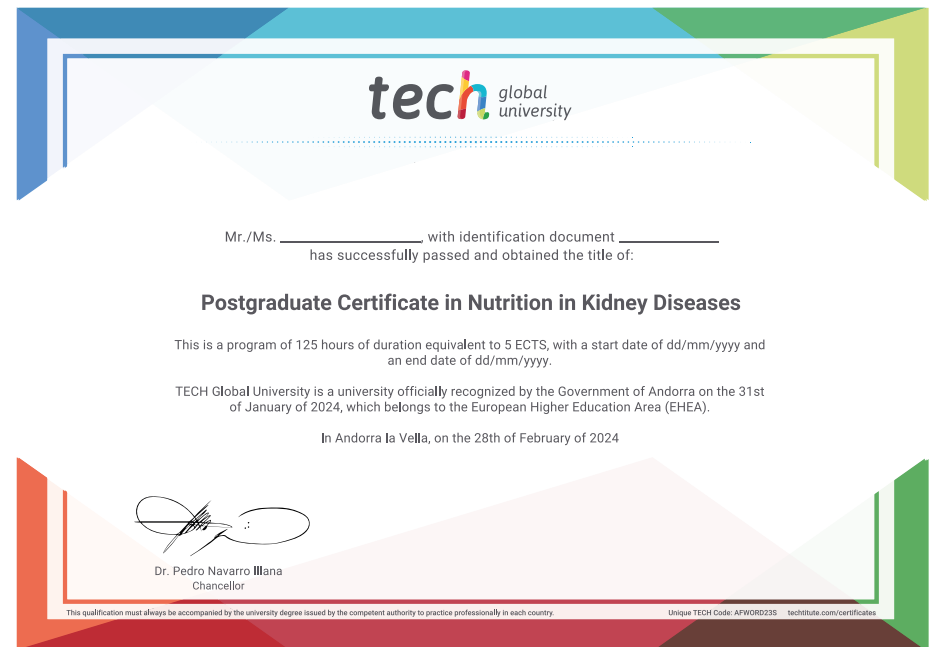 tech global
university
Mr./Ms. ________________, with identification document ____________
has successfully passed and obtained the title of:
Postgraduate Certificate in Nutrition in Kidney Diseases
This is a program of 125 hours of duration equivalent to 5 ECTS, with a start date of dd/mm/yyyy and
an end date of dd/mm/yyyy.
TECH Global University is a university officially recognized by the Government of Andorra on the 31st
of January of 2024, which belongs to the European Higher Education Area (EHEA).
In Andorra la Vella, on the 28th of February of 2024
Dr. Pedro Navarro Illana
Chancellor
This qualification must always be accompanied by the university degree issued by the competent authority to practice professionally in each country. Unique TECH Code: AFWORD23S techtitute.com/certificates